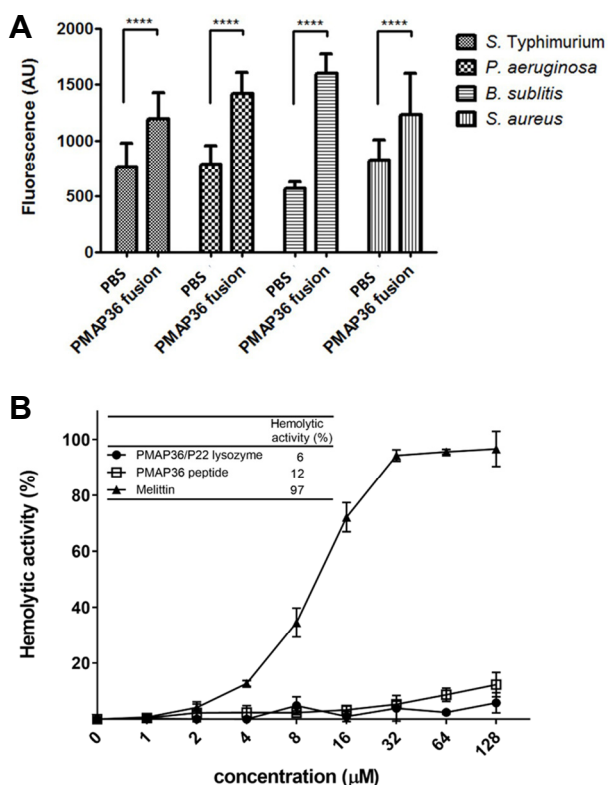 A
**** **** **** ****
2000
1500
1000
500
0
Fluorescence (AU)
PBS
PMAP36 fusion
PBS
PMAP36 fusion
PBS
PMAP36 fusion
PBS
PMAP36 fusion
S. Typhimurium
P. aeruginosa
B. sublitis
S. aureus
B
Hemolytic
activity (%)
PMAP36/P22 lysozyme 6
PMAP36 peptide 12
Melittin 97
100
80
60
40
20
Hemolytic activity (%)
0 1 2 4 8 16 32 64 128
concentration (μM)